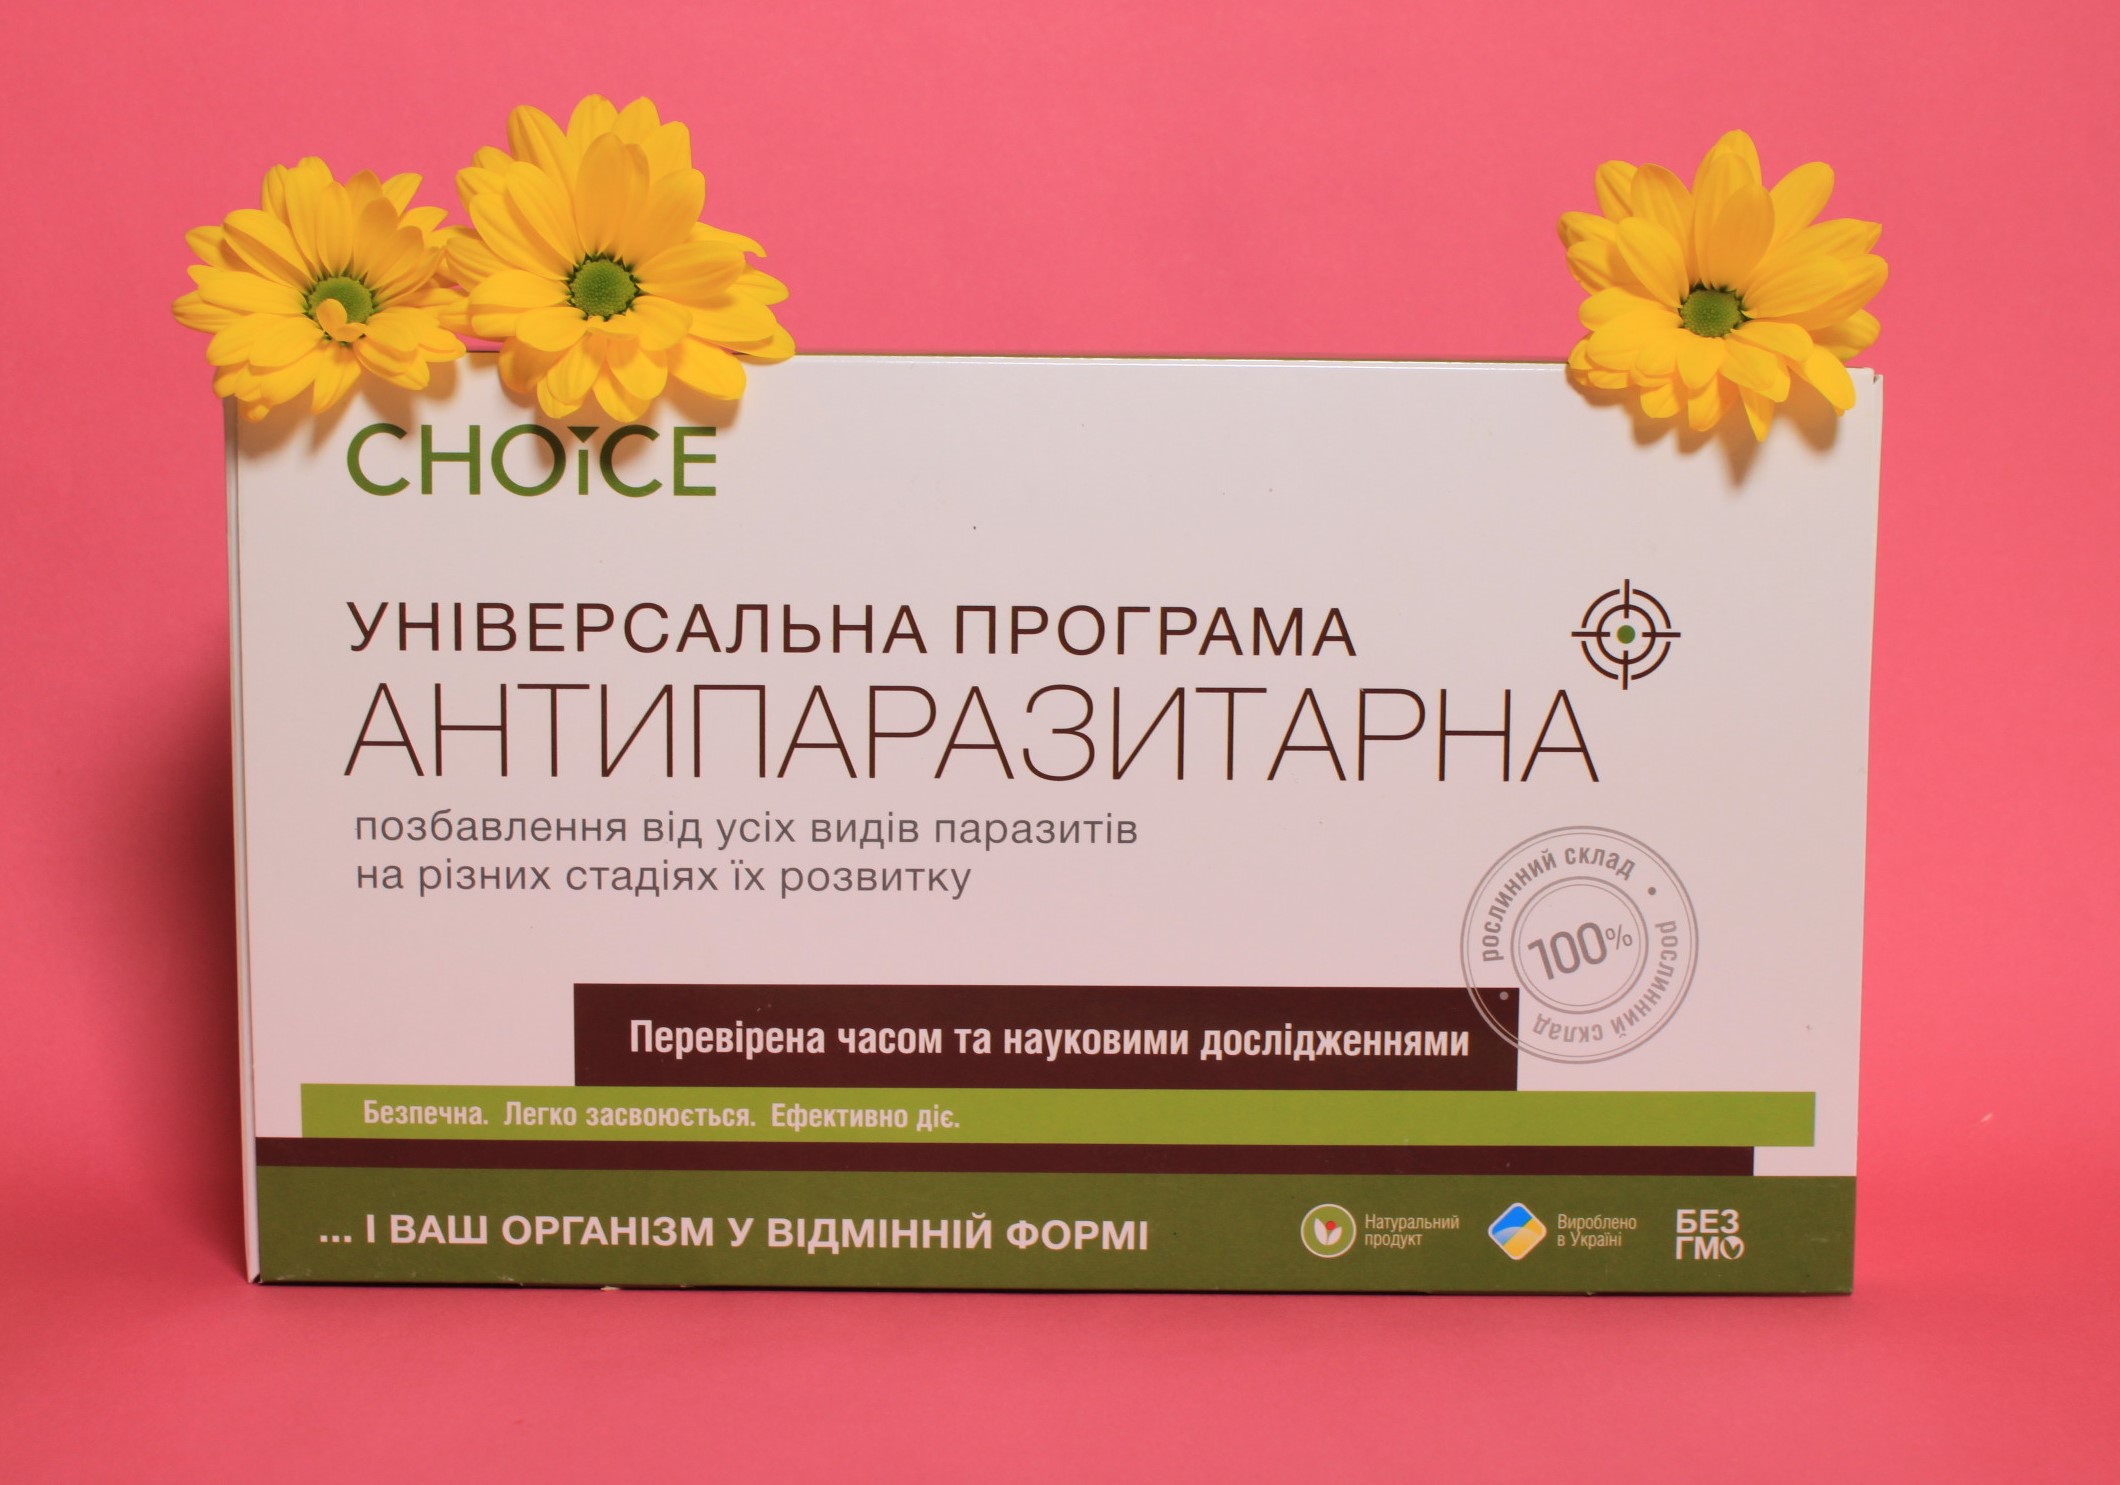 CHOiCE
УНІВЕРСАЛЬНА ПРОГРАМА
АНТИПАРАЗИТАРНА
позбавлення від усіх видів паразитів
на різних стадіях їх розвитку
рослинний склад • рослинний склад •
100%
Перевірена часом та науковими дослідженнями
Безпечна. Легко засвоюється. Ефективно діє.
... І ВАШ ОРГАНІЗМ У ВІДМІННІЙ ФОРМІ
Натуральний
продукт
Вироблено
в Україні
БЕЗ
ГМО